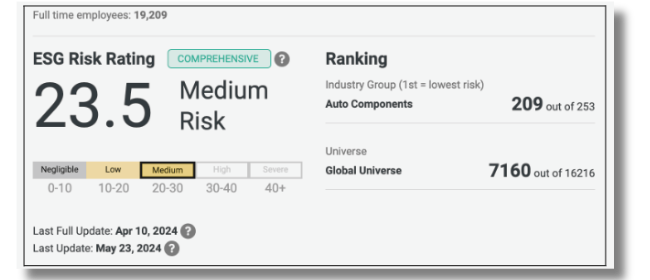 Full time employees: 19,209
ESG Risk Rating COMPREHENSIVE ?
23.5 Medium Risk
Negligible Low Medium High Severe
0-10 10-20 20-30 30-40 40+
Last Full Update: Apr 10, 2024 ?
Last Update: May 23, 2024 ?
Ranking
Industry Group (1st = lowest risk)
Auto Components 209 out of 253
Universe
Global Universe 7160 out of 16216